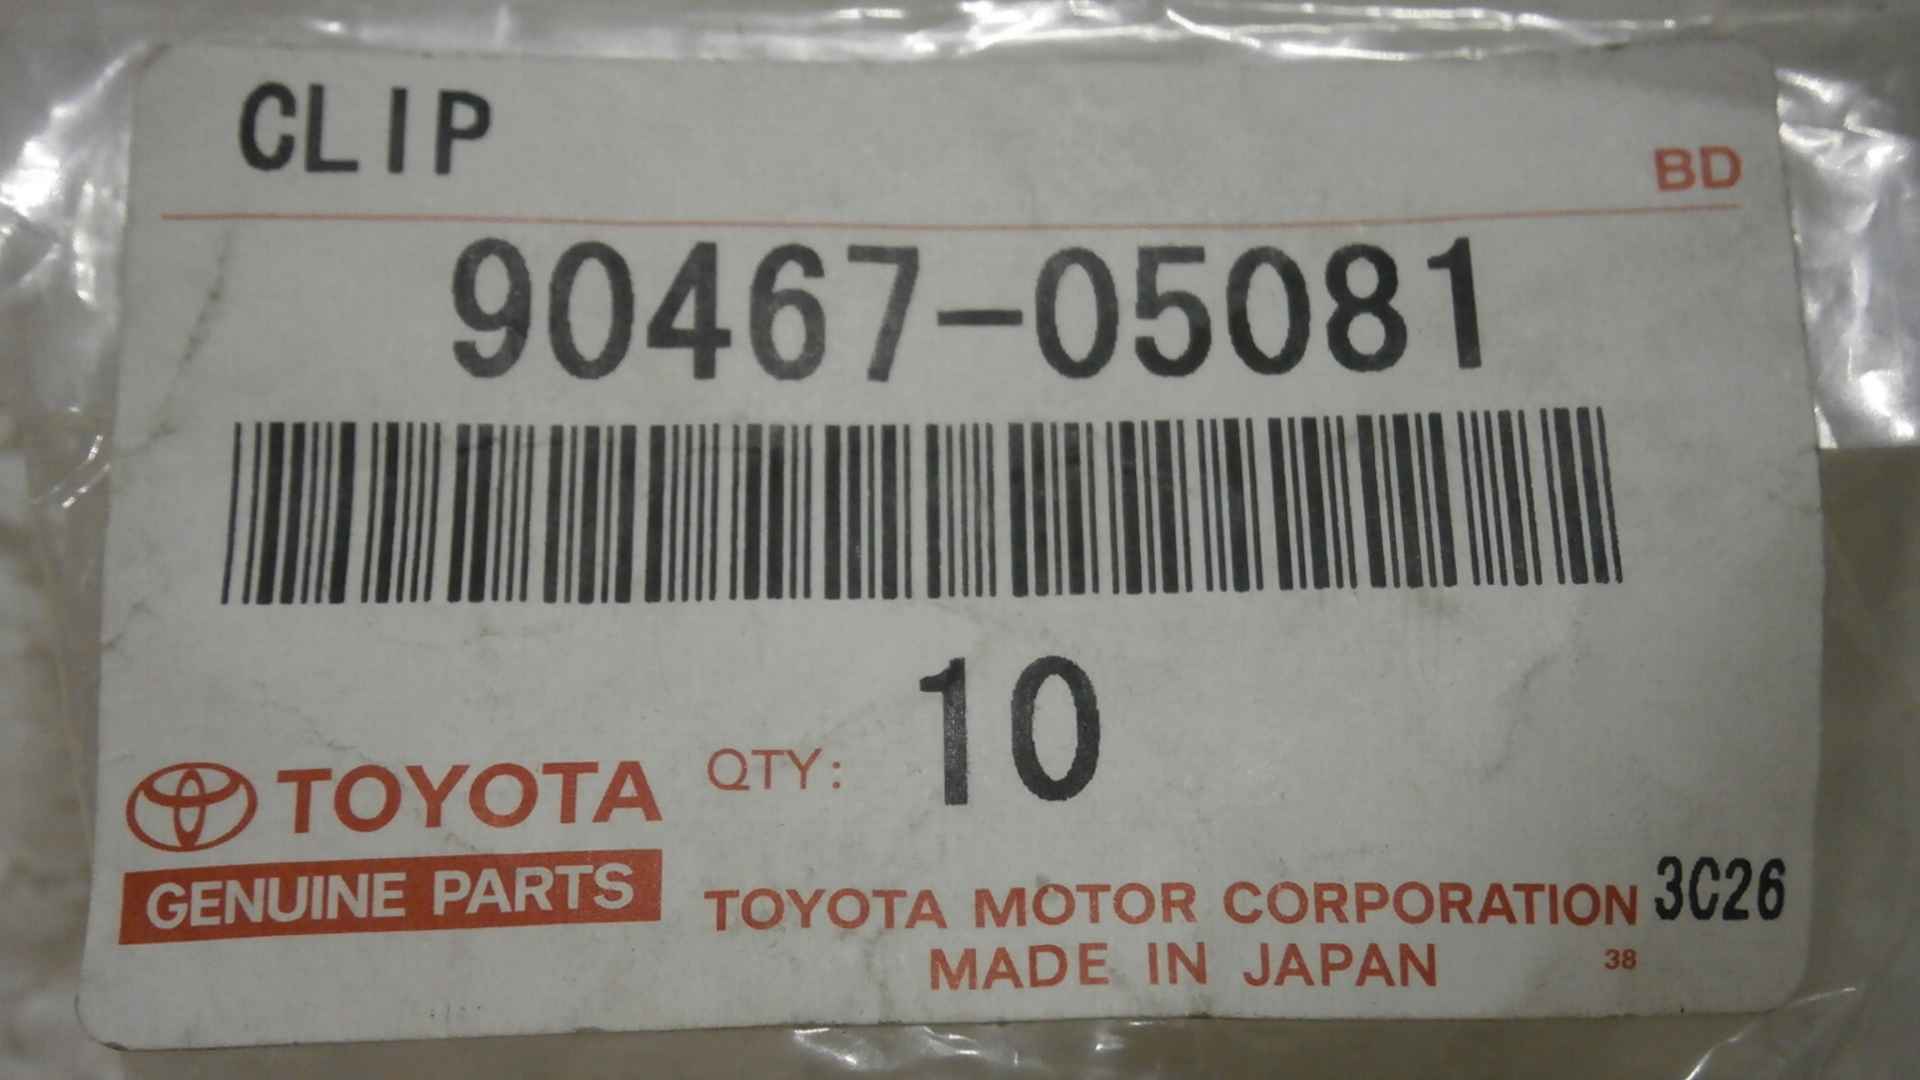 CLIP
BD
90467-05081
QTY: 10
TOYOTA
GENUINE PARTS
TOYOTA MOTOR CORPORATION 3C26
MADE IN JAPAN 38